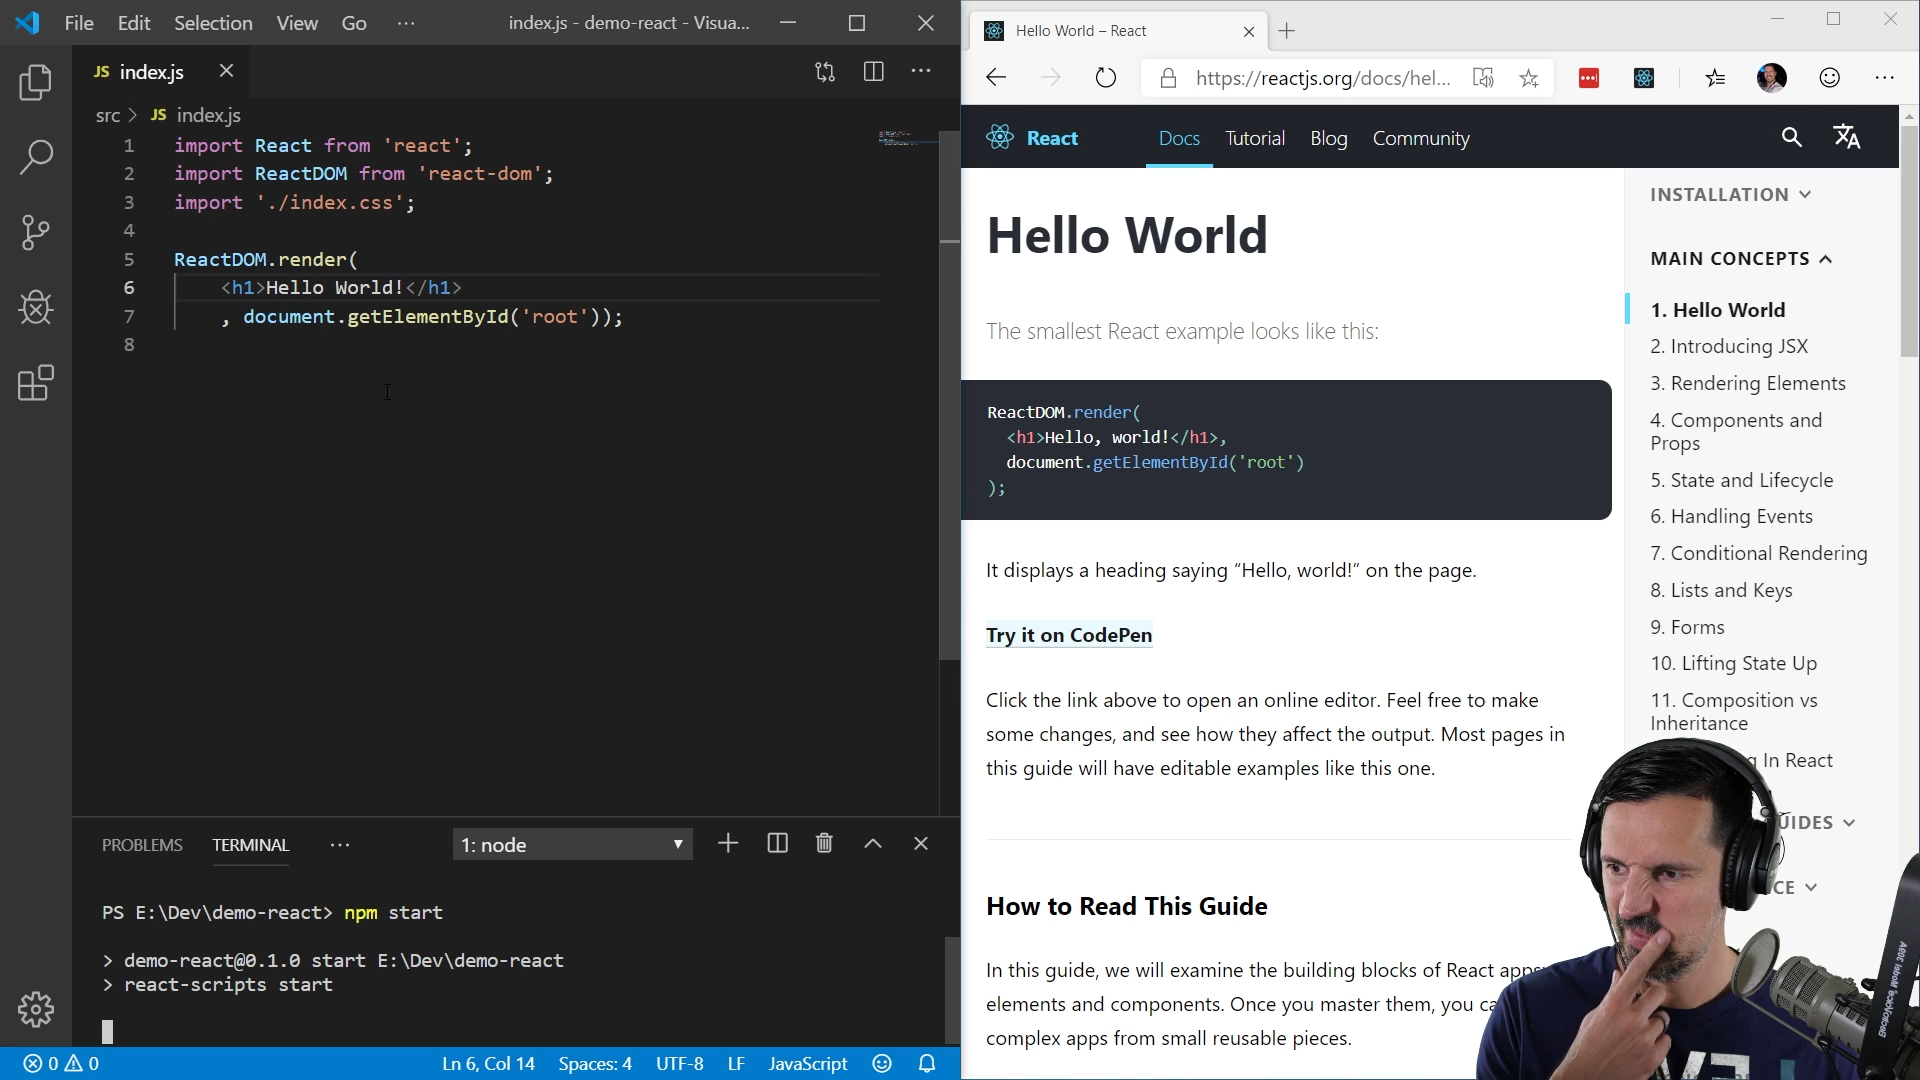 File Edit Selection View Go ··· index.js - demo-react - Visua...
JS index.js
src > JS index.js
1 import React from 'react';
2 import ReactDOM from 'react-dom';
3 import './index.css';
4
5 ReactDOM.render(
6 <h1>Hello World!</h1>
7 , document.getElementById('root'));
8
PROBLEMS TERMINAL ··· 1: node
PS E:\Dev\demo-react> npm start
> demo-react@0.1.0 start E:\Dev\demo-react
> react-scripts start
0 0 Ln 6, Col 14 Spaces: 4 UTF-8 LF JavaScript
Hello World – React
https://reactjs.org/docs/hel...
React Docs Tutorial Blog Community
Hello World
The smallest React example looks like this:
ReactDOM.render(
<h1>Hello, world!</h1>,
document.getElementById('root')
);
It displays a heading saying “Hello, world!” on the page.
Try it on CodePen
Click the link above to open an online editor. Feel free to make
some changes, and see how they affect the output. Most pages in
this guide will have editable examples like this one.
How to Read This Guide
In this guide, we will examine the building blocks of React apps
elements and components. Once you master them, you
complex apps from small reusable pieces.
INSTALLATION
MAIN CONCEPTS
1. Hello World
2. Introducing JSX
3. Rendering Elements
4. Components and
Props
5. State and Lifecycle
6. Handling Events
7. Conditional Rendering
8. Lists and Keys
9. Forms
10. Lifting State Up
11. Composition vs
Inheritance
In React